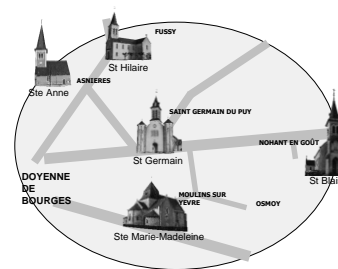 FUSSY
St Hilaire
ASNIERES
Ste Anne
SAINT GERMAIN DU PUY
St Germain
NOHANT EN GOÛT
St Blai
DOYENNE
DE
BOURGES
MOULINS SUR
YEVRE
OSMOY
Ste Marie-Madeleine